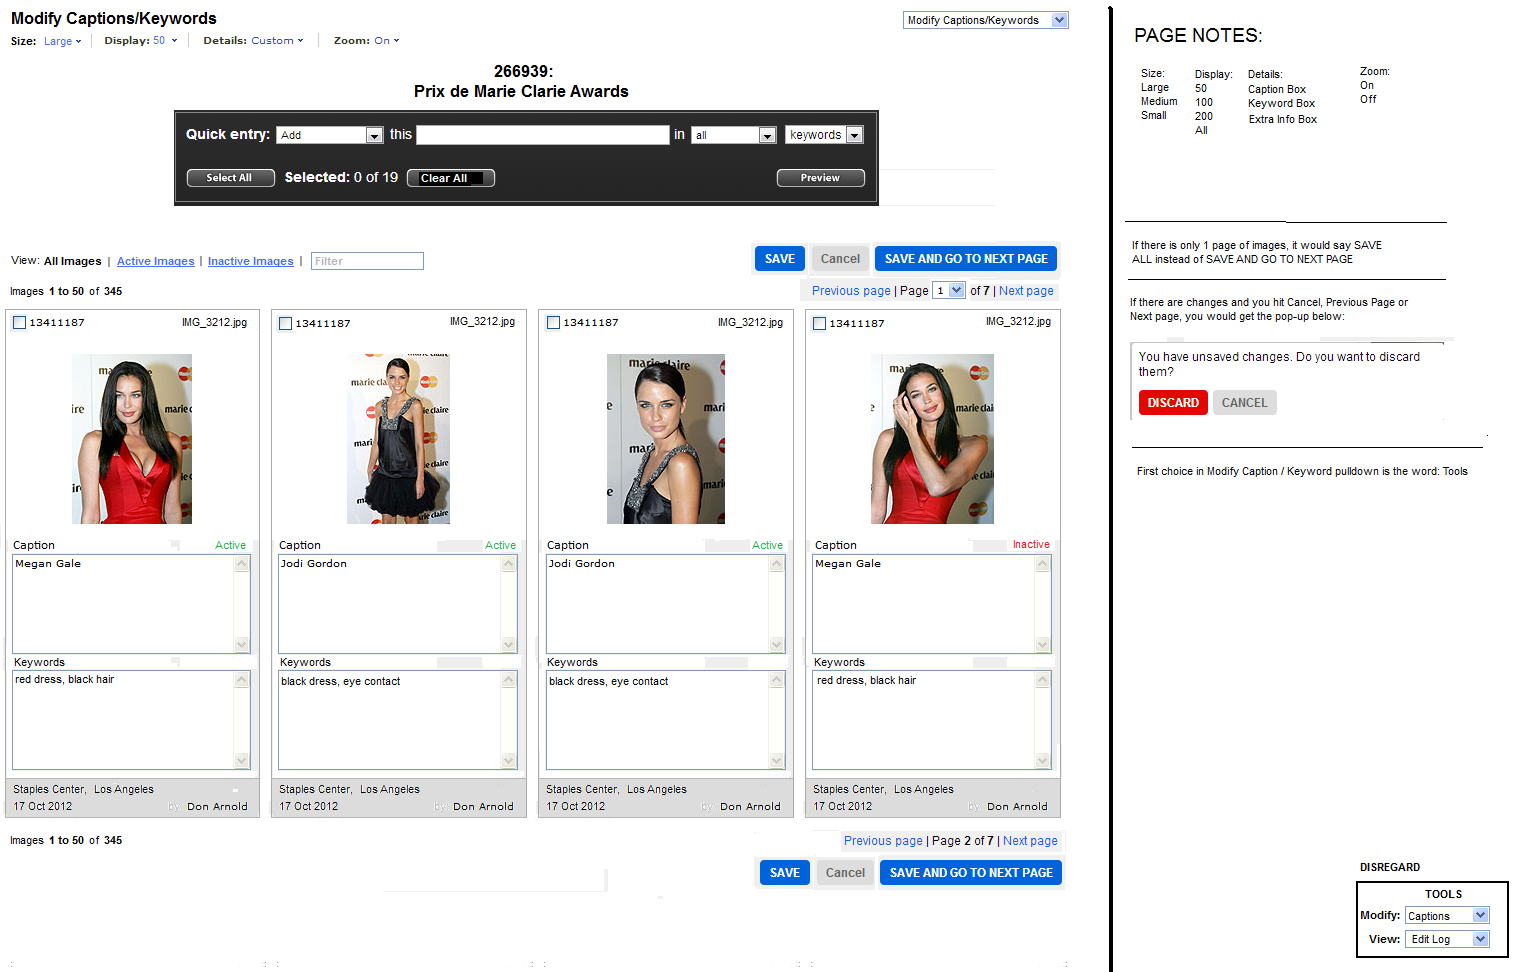 Modify Captions/Keywords
Modify Captions/Keywords
Size: Large | Display: 50 | Details: Custom | Zoom: On
266939:
Prix de Marie Clarie Awards
Quick entry: Add this in all keywords
Select All Selected: 0 of 19 Clear All Preview
View: All Images | Active Images | Inactive Images | Filter
SAVE Cancel SAVE AND GO TO NEXT PAGE
Images 1 to 50 of 345
Previous page | Page 1 of 7 | Next page
13411187 IMG_3212.jpg
marie
Caption Active
Megan Gale
Keywords
red dress, black hair
Staples Center, Los Angeles
17 Oct 2012 by Don Arnold
13411187 IMG_3212.jpg
marie claire
Caption Active
Jodi Gordon
Keywords
black dress, eye contact
Staples Center, Los Angeles
17 Oct 2012 by Don Arnold
13411187 IMG_3212.jpg
marie claire
Caption Active
Jodi Gordon
Keywords
black dress, eye contact
Staples Center, Los Angeles
17 Oct 2012 by Don Arnold
13411187 IMG_3212.jpg
marie
Caption Inactive
Megan Gale
Keywords
red dress, black hair
Staples Center, Los Angeles
17 Oct 2012 by Don Arnold
Images 1 to 50 of 345
Previous page | Page 2 of 7 | Next page
SAVE Cancel SAVE AND GO TO NEXT PAGE
PAGE NOTES:
Size:
Large
Medium
Small
Display:
50
100
200
All
Details:
Caption Box
Keyword Box
Extra Info Box
Zoom:
On
Off
If there is only 1 page of images, it would say SAVE
ALL instead of SAVE AND GO TO NEXT PAGE
If there are changes and you hit Cancel, Previous Page or
Next page, you would get the pop-up below:
You have unsaved changes. Do you want to discard
them?
DISCARD CANCEL
First choice in Modify Caption / Keyword pulldown is the word: Tools
DISREGARD
TOOLS
Modify: Captions
View: Edit Log